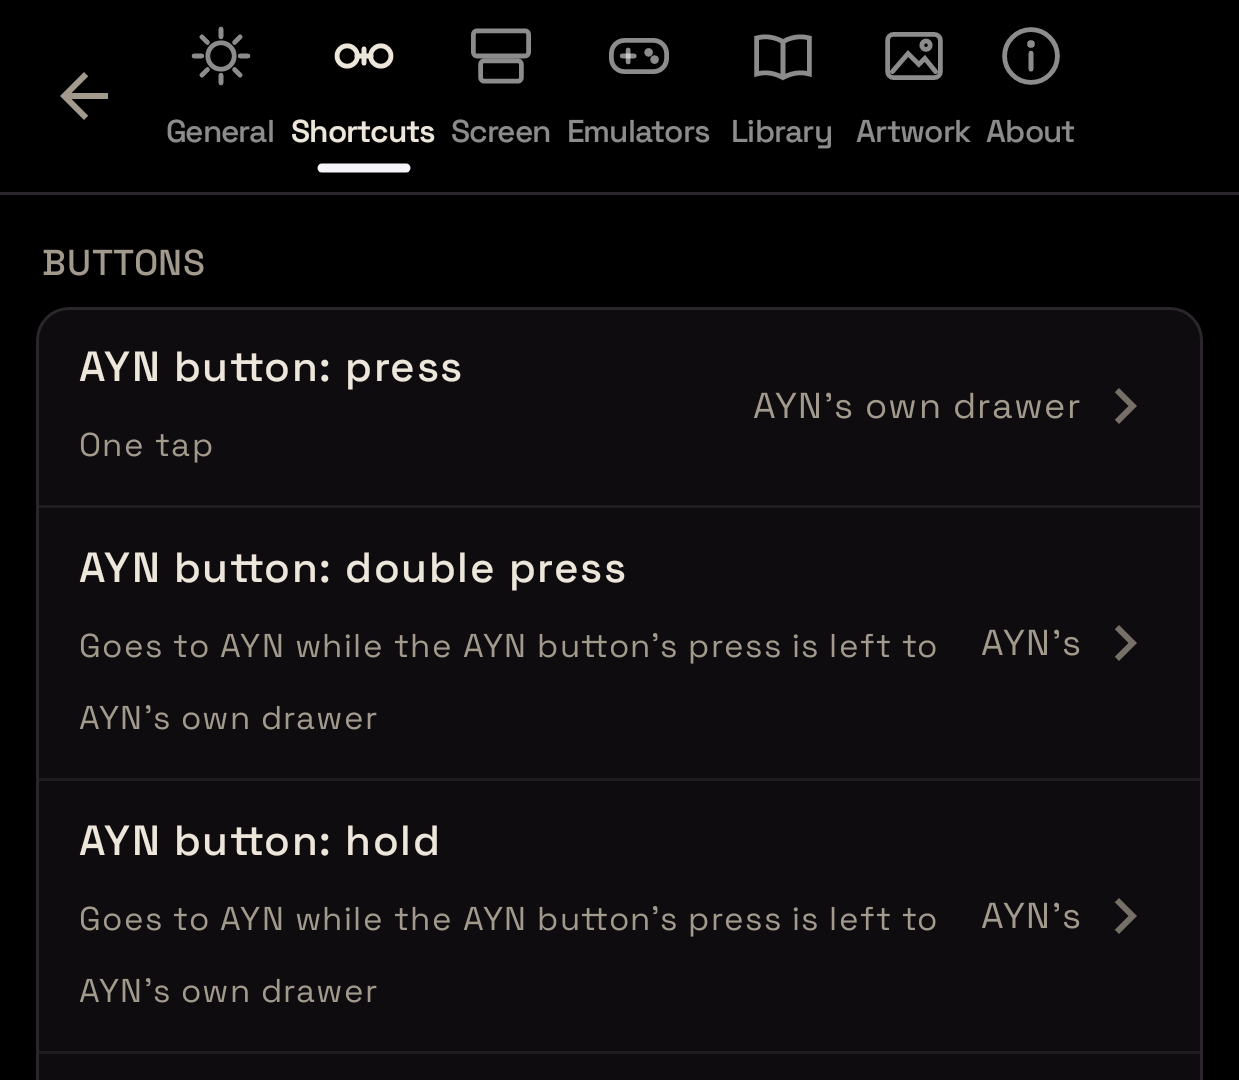 General Shortcuts Screen Emulators Library Artwork About
BUTTONS
AYN button: press
One tap
AYN's own drawer
AYN button: double press
Goes to AYN while the AYN button's press is left to
AYN's own drawer
AYN's
AYN button: hold
Goes to AYN while the AYN button's press is left to
AYN's own drawer
AYN's